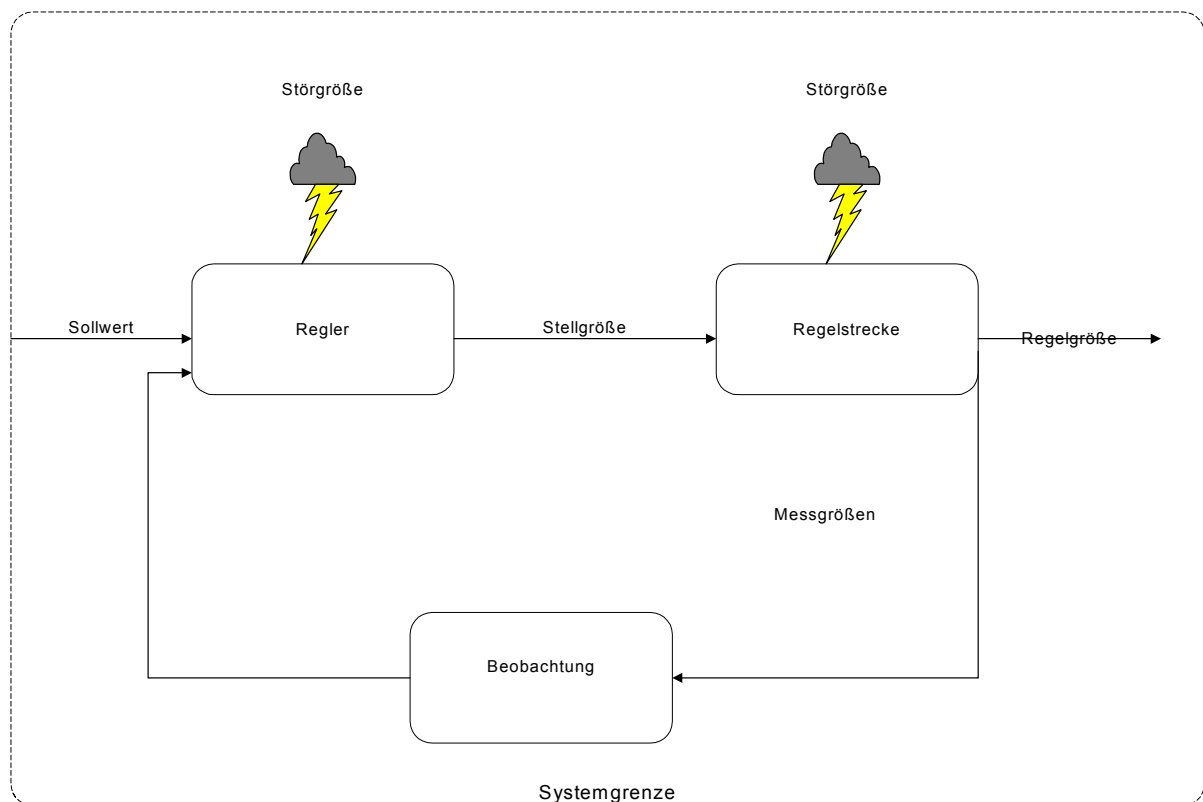 Störgröße
Störgröße
Sollwert
Regler
Stellgröße
Regelstrecke
Regelgröße
Messgrößen
Beobachtung
Systemgrenze